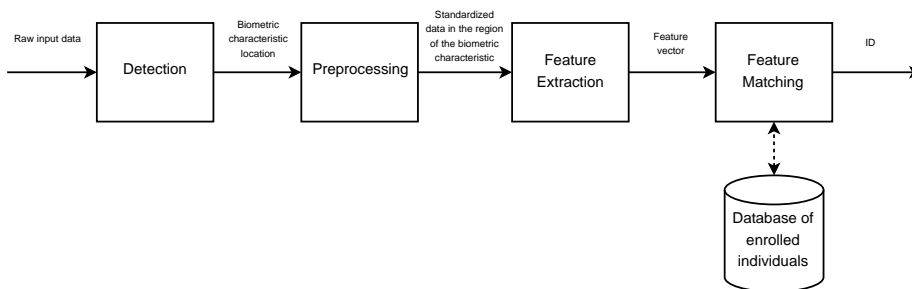 Raw input data
Detection
Biometric
characteristic
location
Preprocessing
Standardized
data in the region
of the biometric
characteristic
Feature
Extraction
Feature
vector
Feature
Matching
ID
Database of
enrolled
individuals